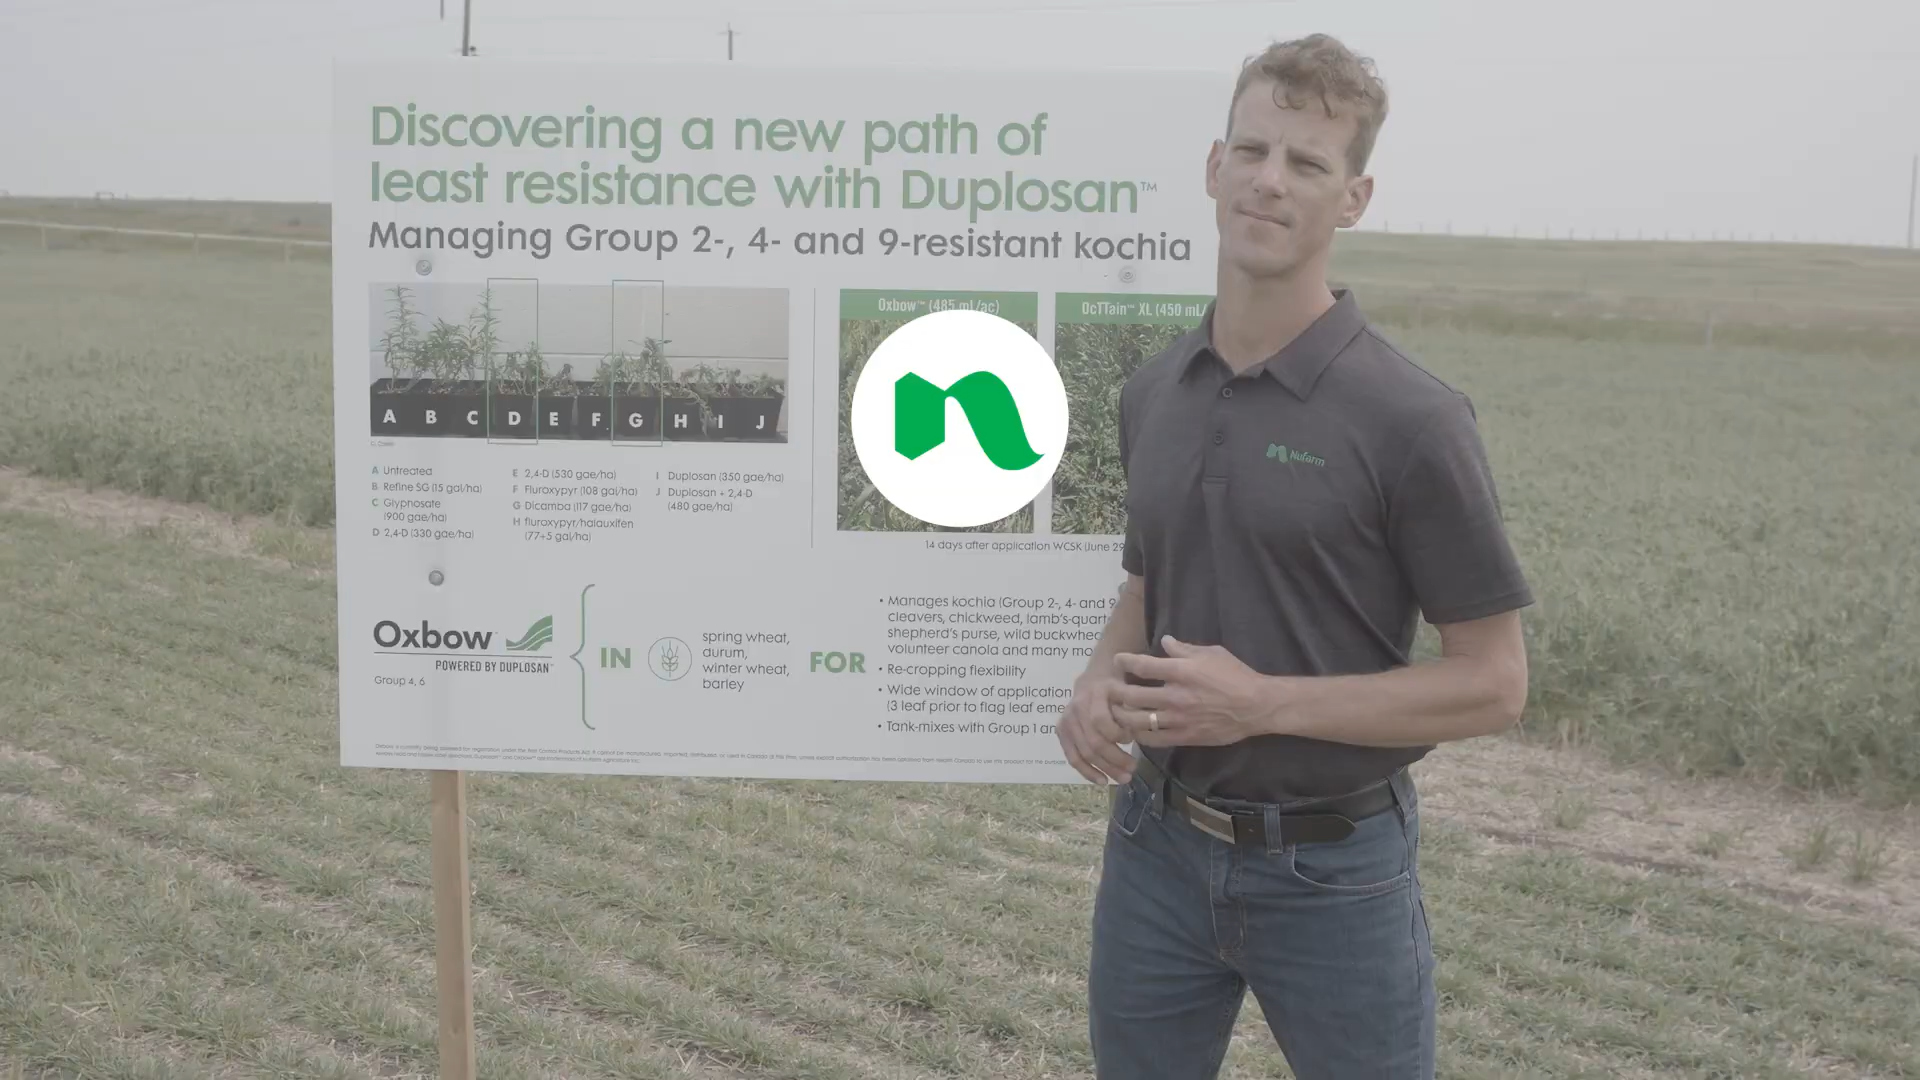 Discovering a new path of
least resistance with Duplosan™
Managing Group 2-, 4- and 9-resistant kochia
A B C D E F G H I J
A Untreated
B Refine SG (15 gai/ha)
C Glyphosate
(900 gae/ha)
D 2,4-D (330 gae/ha)
E 2,4-D (530 gae/ha)
F Fluroxypyr (108 gai/ha)
G Dicamba (117 gae/ha)
H fluroxypyr/halauxifen
(77+5 gai/ha)
I Duplosan (350 gae/ha)
J Duplosan + 2,4-D
(480 gae/ha)
Oxbow™ (485 mL/ac)
OcTTain™ XL (450 mL/
14 days after application WCSK (June 29
Oxbow
POWERED BY DUPLOSAN™
Group 4, 6
IN
spring wheat,
durum,
winter wheat,
barley
FOR
• Manages kochia (Group 2-, 4- and 9
cleavers, chickweed, lamb's-quart
shepherd's purse, wild buckwhea
volunteer canola and many mo
• Re-cropping flexibility
• Wide window of application
(3 leaf prior to flag leaf eme
• Tank-mixes with Group 1 an
Nufarm